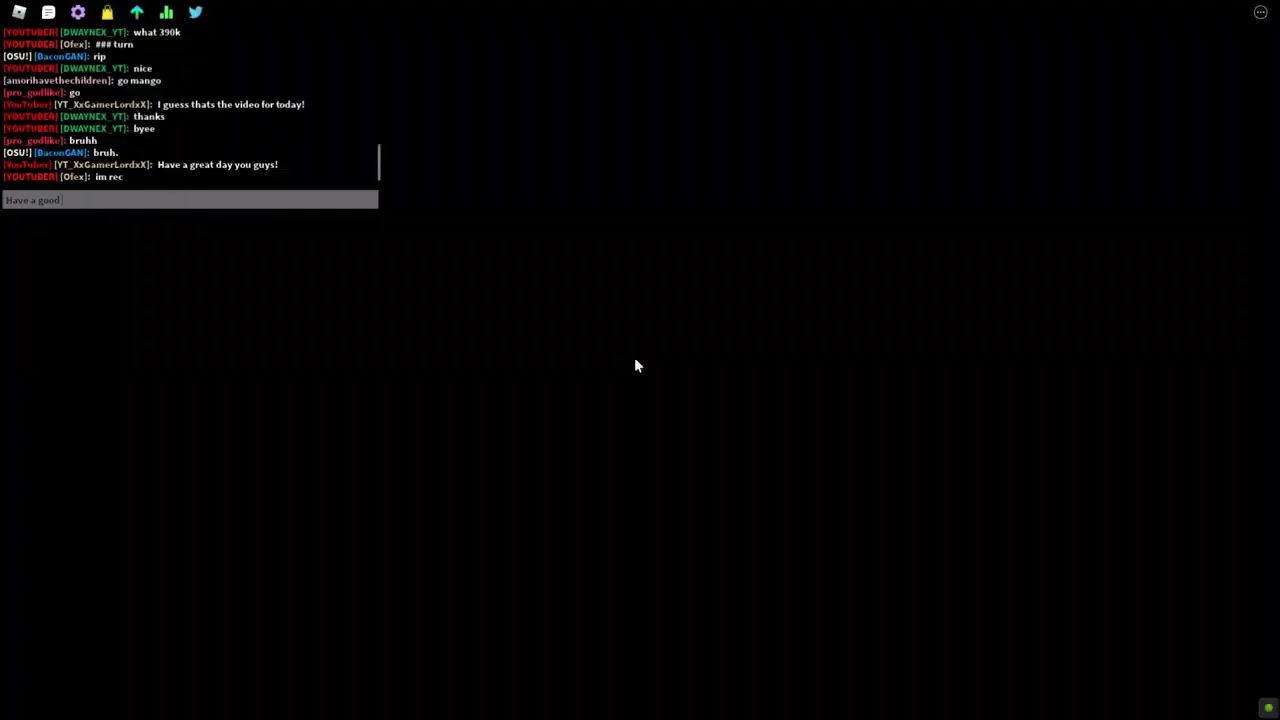 [YOUTUBER] [DWAYNEX_YT]: what 390k
[YOUTUBER] [Ofex]: ### turn
[OSU!] [BaconGAN]: rip
[YOUTUBER] [DWAYNEX_YT]: nice
[amorihavethechildren]: go mango
[pro_godlike]: go
[YouTuber] [YT_XxGamerLordxX]: I guess thats the video for today!
[YOUTUBER] [DWAYNEX_YT]: thanks
[YOUTUBER] [DWAYNEX_YT]: byee
[pro_godlike]: bruhh
[OSU!] [BaconGAN]: bruh.
[YouTuber] [YT_XxGamerLordxX]: Have a great day you guys!
[YOUTUBER] [Ofex]: im rec
Have a good